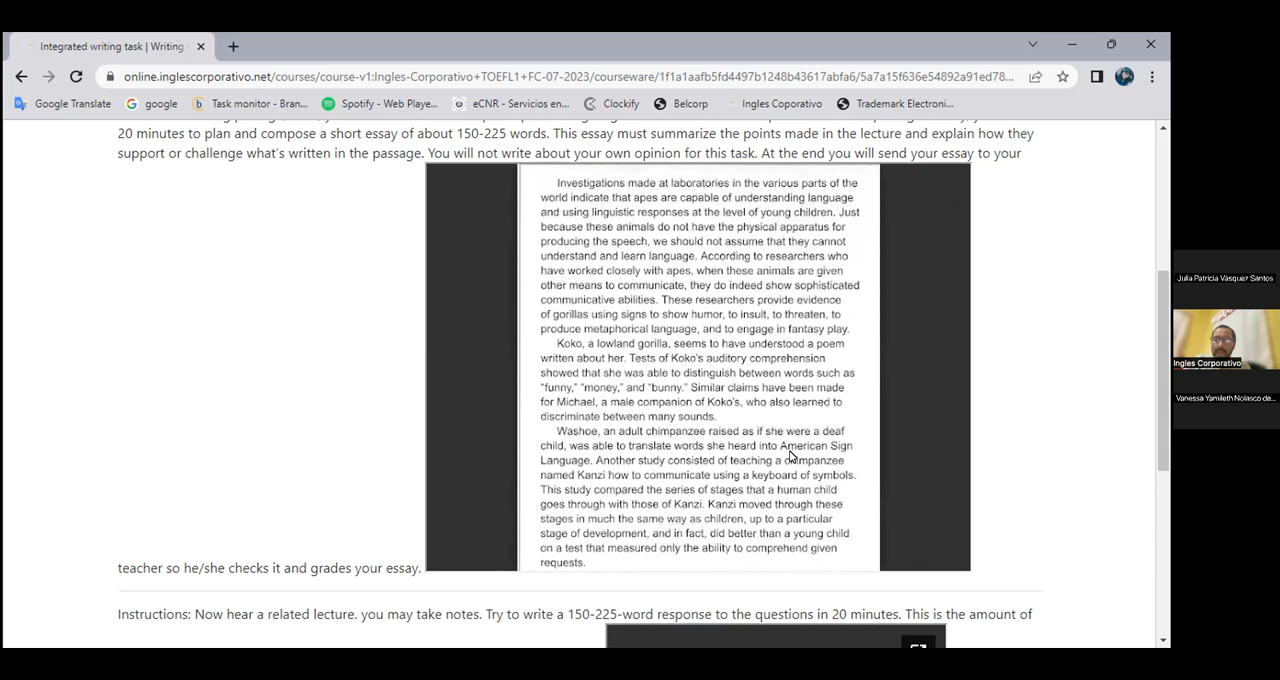 Integrated writing task | Writing
online.inglescorporativo.net/courses/course-v1:Ingles-Corporativo+TOEFL1+FC-07-2023/courseware/1f1a1aafb5fd4497b1248b43617abfa6/5a7a15f636e54892a91ed78...
Google Translate google Task monitor - Bran... Spotify - Web Playe... eCNR - Servicios en... Clockify Belcorp Ingles Coporativo Trademark Electroni...
20 minutes to plan and compose a short essay of about 150-225 words. This essay must summarize the points made in the lecture and explain how they
support or challenge what's written in the passage. You will not write about your own opinion for this task. At the end you will send your essay to your
Investigations made at laboratories in the various parts of the
world indicate that apes are capable of understanding language
and using linguistic responses at the level of young children. Just
because these animals do not have the physical apparatus for
producing the speech, we should not assume that they cannot
understand and learn language. According to researchers who
have worked closely with apes, when these animals are given
other means to communicate, they do indeed show sophisticated
communicative abilities. These researchers provide evidence
of gorillas using signs to show humor, to insult, to threaten, to
produce metaphorical language, and to engage in fantasy play.
Koko, a lowland gorilla, seems to have understood a poem
written about her. Tests of Koko's auditory comprehension
showed that she was able to distinguish between words such as
"funny," "money," and "bunny." Similar claims have been made
for Michael, a male companion of Koko's, who also learned to
discriminate between many sounds.
Washoe, an adult chimpanzee raised as if she were a deaf
child, was able to translate words she heard into American Sign
Language. Another study consisted of teaching a chimpanzee
named Kanzi how to communicate using a keyboard of symbols.
This study compared the series of stages that a human child
goes through with those of Kanzi. Kanzi moved through these
stages in much the same way as children, up to a particular
stage of development, and in fact, did better than a young child
on a test that measured only the ability to comprehend given
requests.
teacher so he/she checks it and grades your essay.
Instructions: Now hear a related lecture. you may take notes. Try to write a 150-225-word response to the questions in 20 minutes. This is the amount of
Julia Patricia Vásquez Santos
Ingles Corporativo
Vanessa Yamileth Nolasco de...